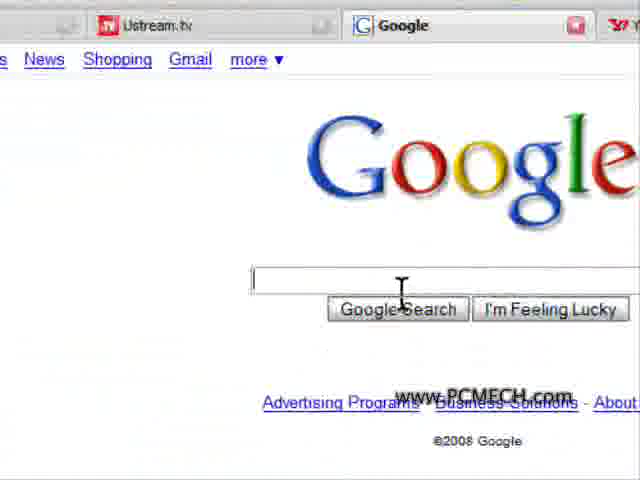 Ustream.tv Google
s News Shopping Gmail more ▼
Google
Google Search I'm Feeling Lucky
www.PCMECH.com
Advertising Programs - Business Solutions - About
©2008 Google